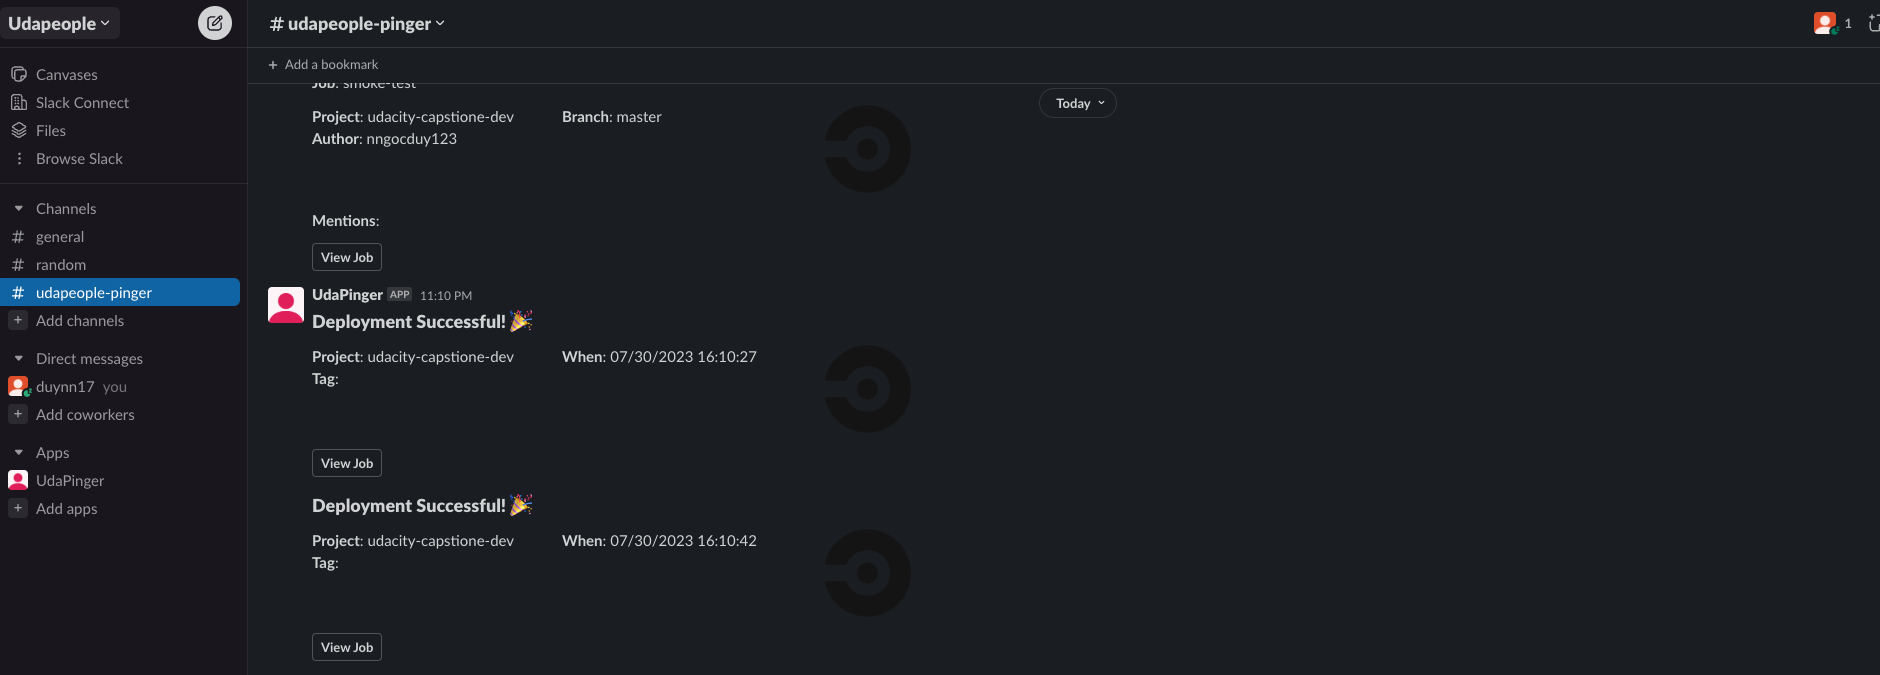 Udapeople
Canvases
Slack Connect
Files
Browse Slack
Channels
# general
# random
# udapeople-pinger
+ Add channels
Direct messages
duynn17 you
+ Add coworkers
Apps
UdaPinger
+ Add apps
# udapeople-pinger
1
+ Add a bookmark
Today
Job: smoke-test
Project: udacity-capstione-dev Branch: master
Author: nngocduy123
Mentions:
View Job
UdaPinger APP 11:10 PM
Deployment Successful! 🎉
Project: udacity-capstione-dev When: 07/30/2023 16:10:27
Tag:
View Job
Deployment Successful! 🎉
Project: udacity-capstione-dev When: 07/30/2023 16:10:42
Tag:
View Job